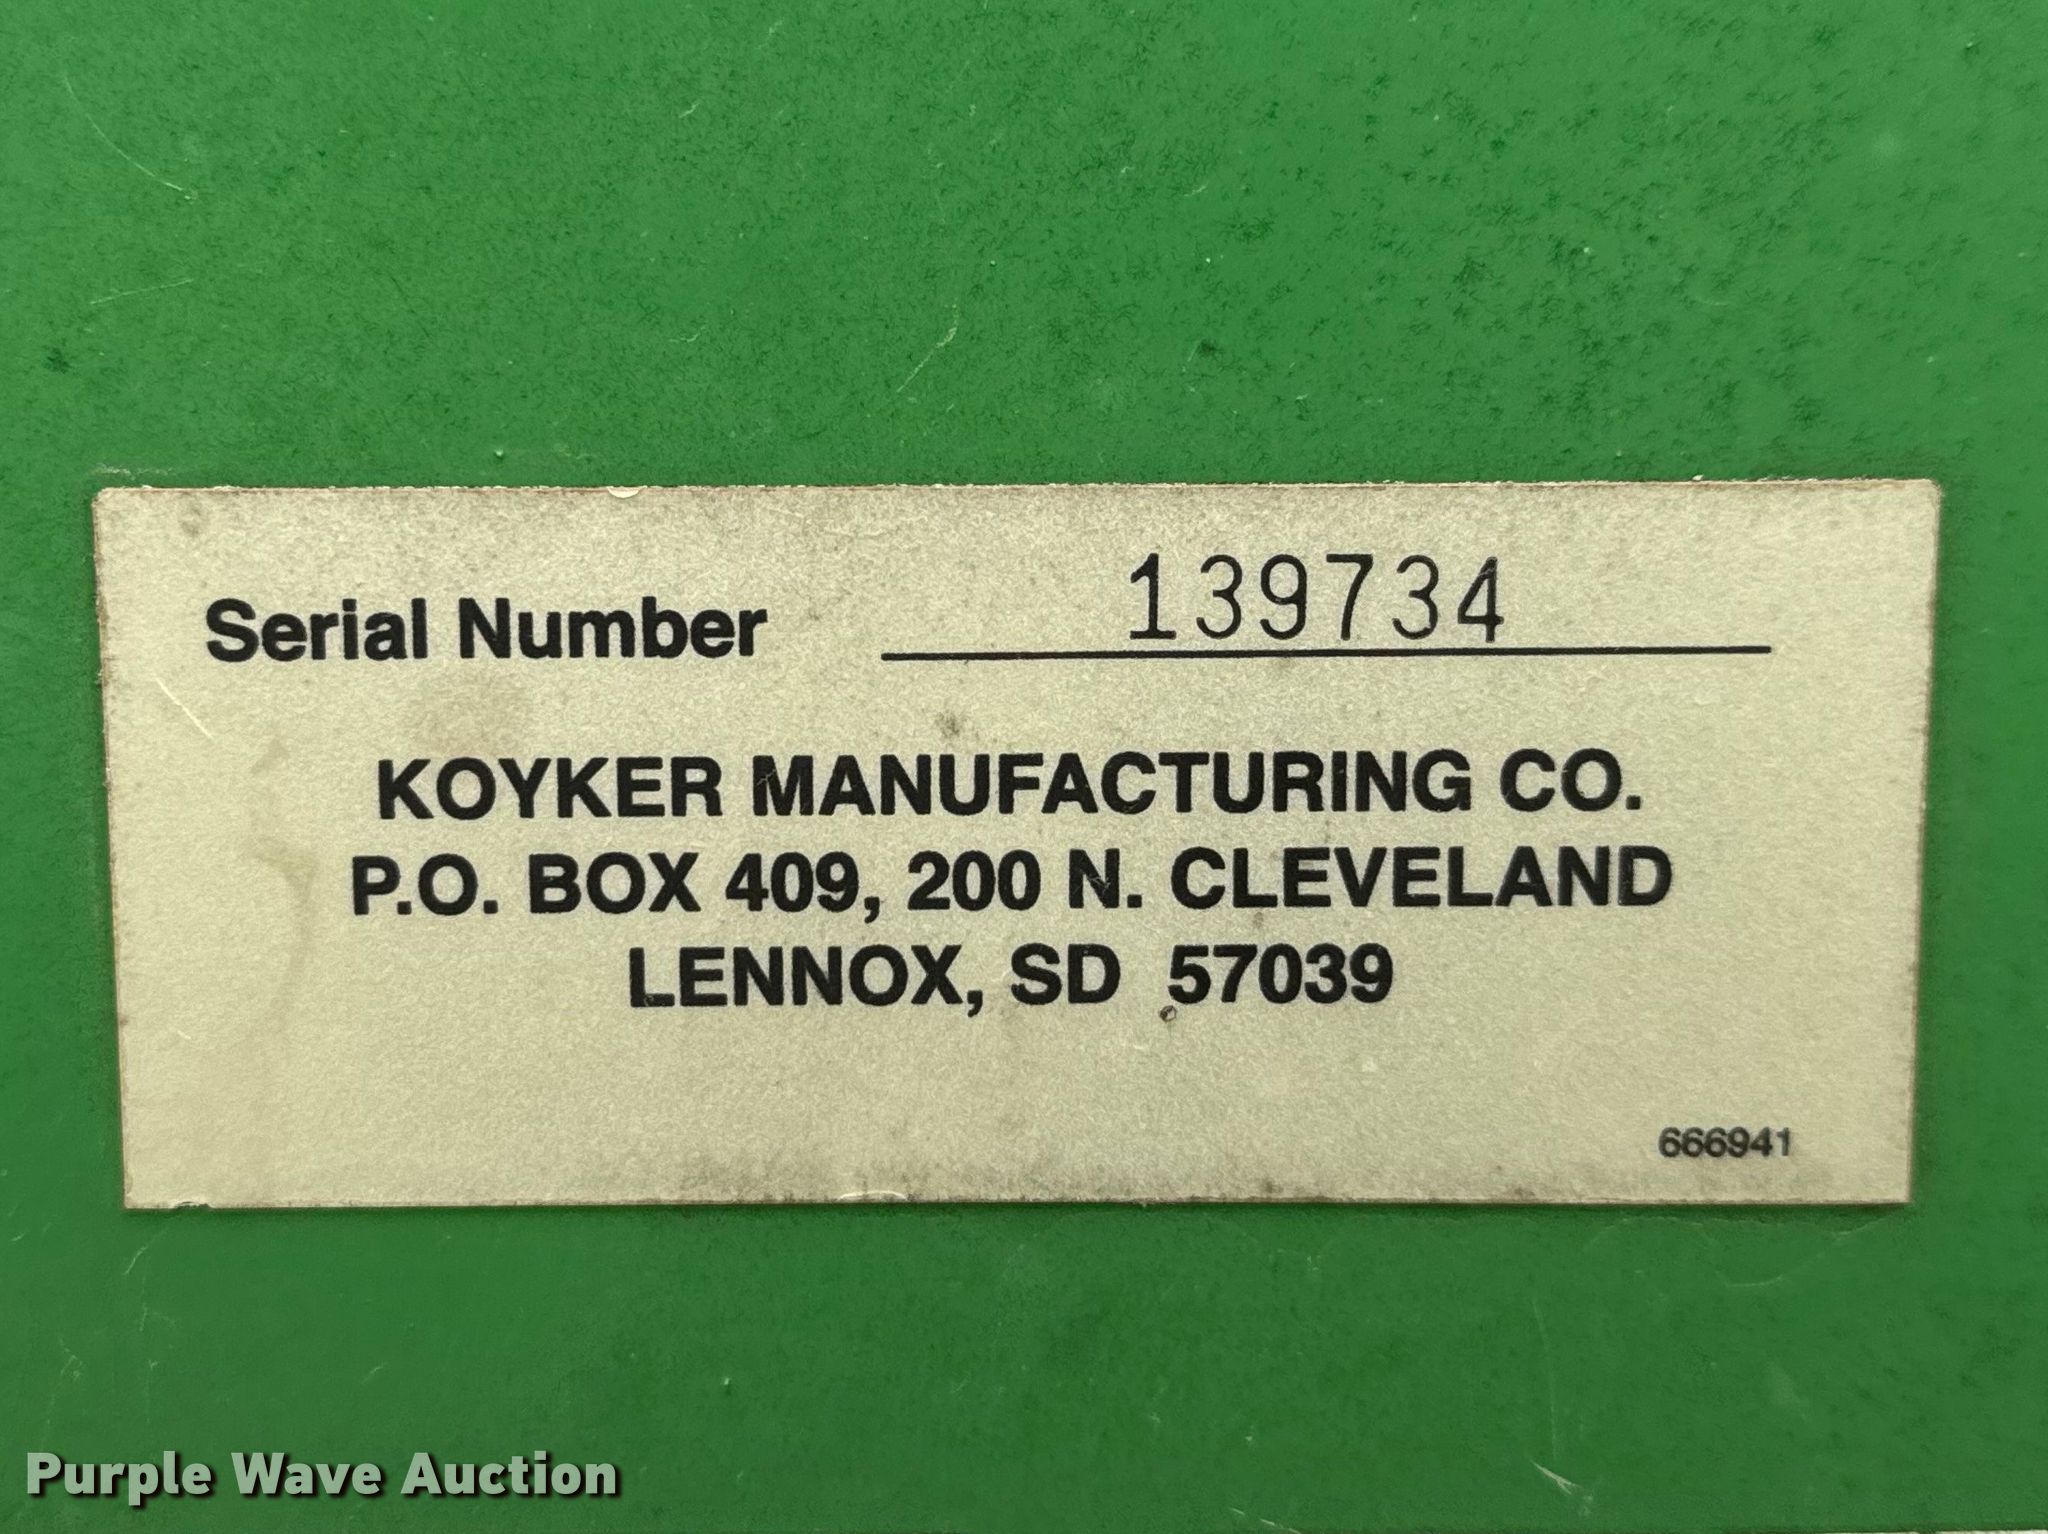 Serial Number 139734
KOYKER MANUFACTURING CO.
P.O. BOX 409, 200 N. CLEVELAND
LENNOX, SD 57039
666941
Purple Wave Auction